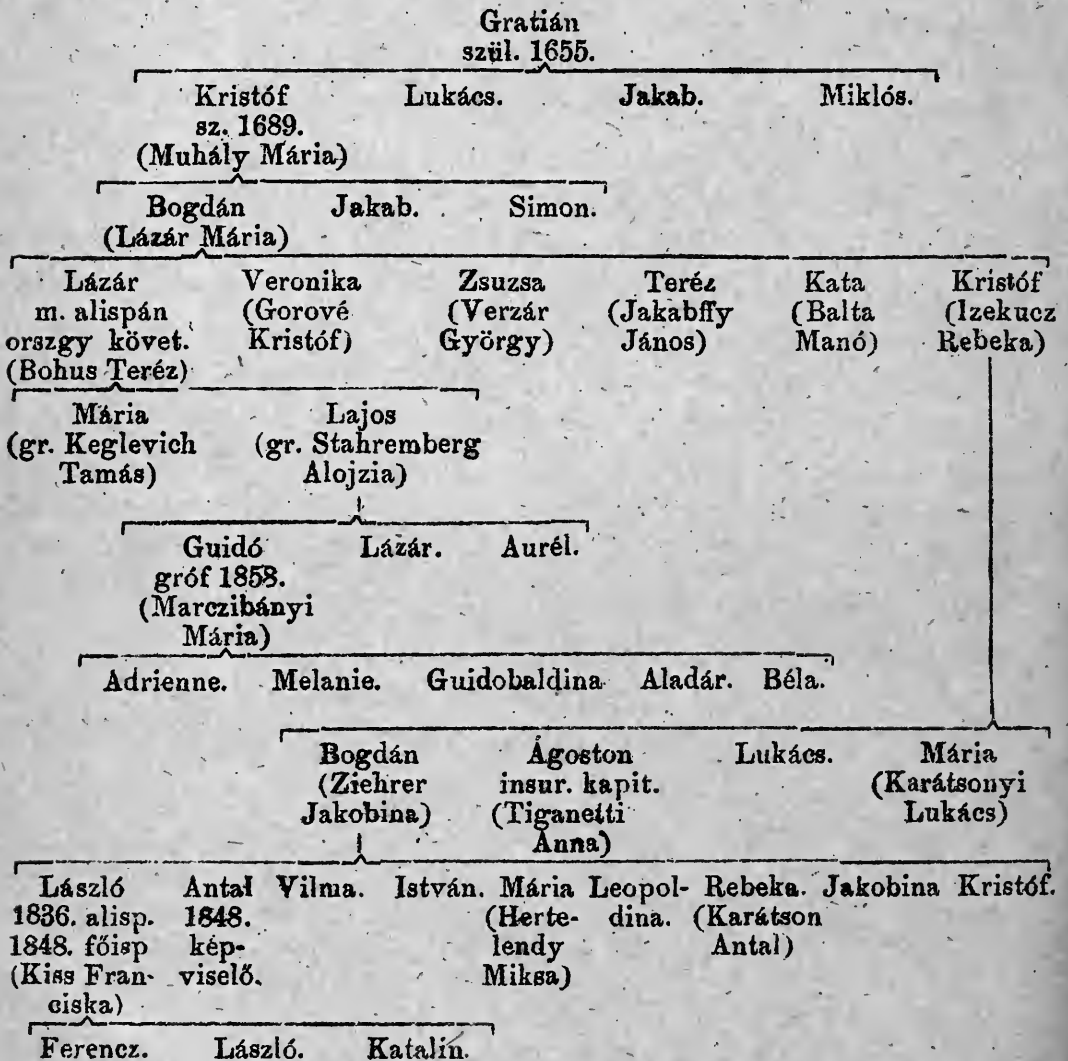 Gratián
szül. 1655.
Kristóf Lukács. Jakab. Miklós.
sz. 1689.
(Muhály Mária)
Bogdán Jakab. Simon.
(Lázár Mária)
Lázár Veronika Zsuzsa Teréz Kata Kristóf
m. alispán (Gorové (Verzár (Jakabffy (Balta (Izekucz
orszgy követ. Kristóf) György) János) Manó) Rebeka)
(Bohus Teréz)
Mária Lajos
(gr. Keglevich (gr. Stahremberg
Tamás) Alojzia)
Guidó Lázár. Aurél.
gróf 1858.
(Marczibányi
Mária)
Adrienne. Melanie. Guidobaldina Aladár. Béla.
Bogdán Ágoston Lukács. Mária
(Ziehrer insur. kapit. (Karátsonyi
Jakobina) (Tiganetti Lukács)
Anna)
László Antal Vilma. István. Mária Leopol- Rebeka. Jakobina Kristóf.
1836. alisp. 1848. (Herte- dina. (Karátson
1848. főisp kép- lendy Antal)
(Kiss Fran- viselő. Miksa)
ciska)
Ferencz. László. Katalin.